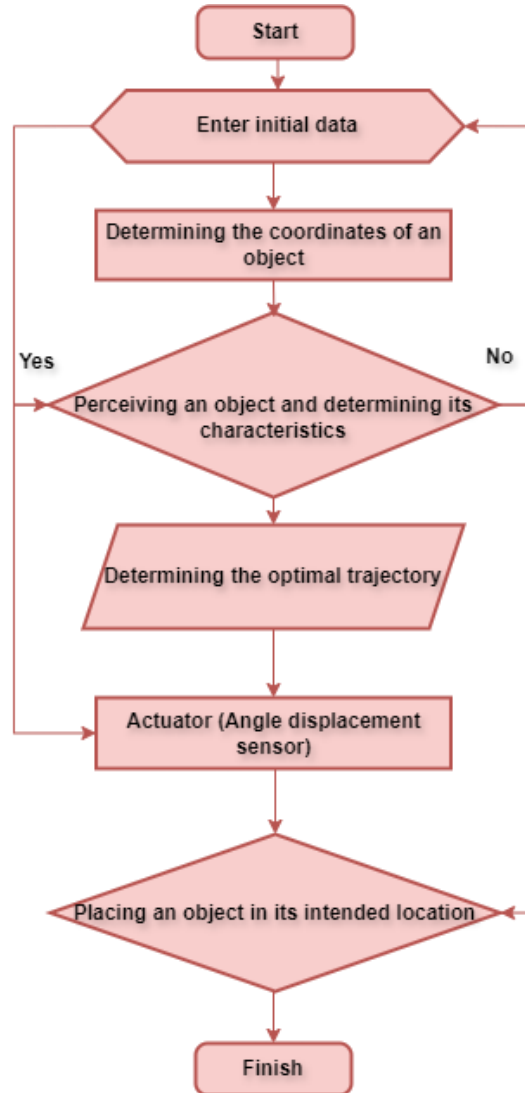 Start
Enter initial data
Determining the coordinates of an
object
Yes
No
Perceiving an object and determining its
characteristics
Determining the optimal trajectory
Actuator (Angle displacement
sensor)
Placing an object in its intended location
Finish